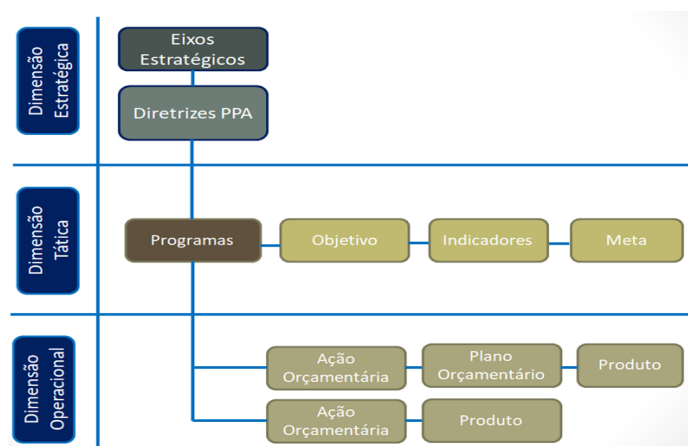 Dimensão
Estratégica
Eixos
Estratégicos
Diretrizes PPA
Dimensão
Tática
Programas
Objetivo
Indicadores
Meta
Dimensão
Operacional
Ação
Orçamentária
Plano
Orçamentário
Produto
Ação
Orçamentária
Produto